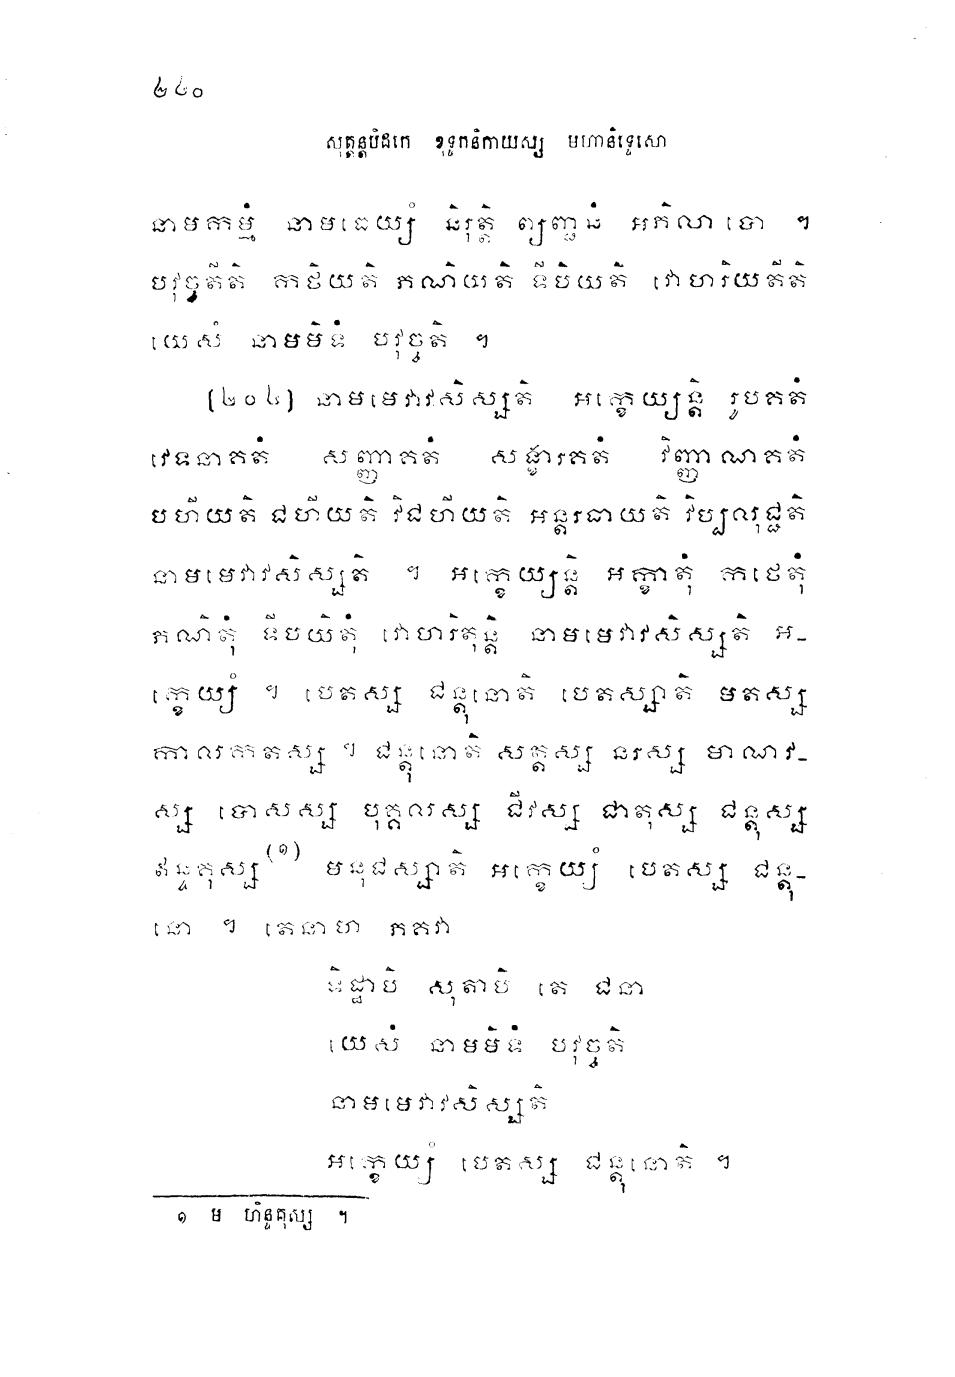 ២៤០
សុត្តន្តបិដកេ ខុទ្ទកនិកាយស្ស មហានិទ្ទេសោ
នាមកម្មំ នាមធេយ្យំ និរុត្តិ ព្យញ្ជនំ អភិលាបោ ។
បវុច្ចតីតិ កថិយតិ ភណិយតិ ទីបិយតិ វោហរិយតីតិ
យេសំ នាមមិទំ បវុច្ចតិ ។
(២០៤) នាមមេវាវសិស្សតិ អក្ខេយ្យន្តិ រូបគតំ
វេទនាគតំ សញ្ញាគតំ សង្ខារគតំ វិញ្ញាណគតំ
បហីយតិ ជហីយតិ វិជហីយតិ អន្តរធាយតិ វិប្បលុជ្ជតិ
នាមមេវាវសិស្សតិ ។ អក្ខេយ្យន្តិ អក្ខាតុំ កថេតុំ
ភណិតុំ ទីបយិតុំ វោហរិតុន្តិ នាមមេវាវសិស្សតិ អ-
ក្ខេយ្យំ ។ បេតស្ស ជន្តុនោតិ បេតស្សាតិ មតស្ស
កាលកតស្ស ។ ជន្តុនោតិ សត្តស្ស នរស្ស មាណវ-
ស្ស បោសស្ស បុគ្គលស្ស ជីវស្ស ជាតុស្ស ជន្តុស្ស
ឥន្ទគុស្ស(១) មនុជស្សាតិ អក្ខេយ្យំ បេតស្ស ជន្តុ-
នោ ។ តេនាហ ភគវា
ទិដ្ឋាបិ សុតាបិ តេ ជនា
យេសំ នាមមិទំ បវុច្ចតិ
នាមមេវាវសិស្សតិ
អក្ខេយ្យំ បេតស្ស ជន្តុនោតិ ។
១ ម ហិន្ទគុស្ស ។